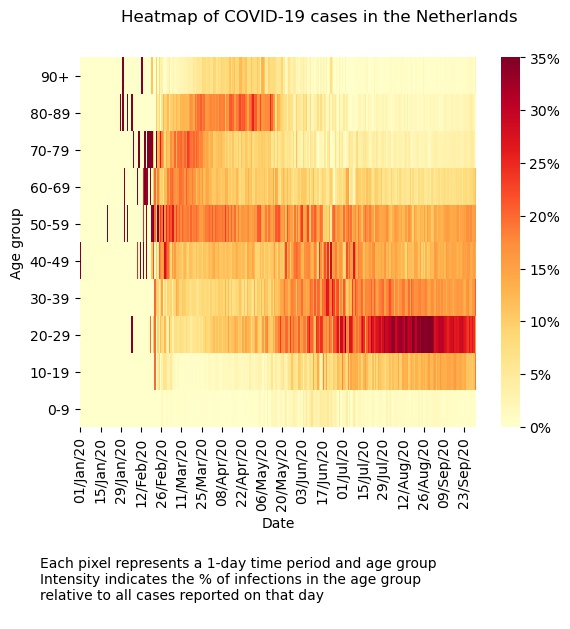 Heatmap of COVID-19 cases in the Netherlands
90+
80-89
70-79
60-69
50-59
40-49
30-39
20-29
10-19
0-9
Age group
35%
30%
25%
20%
15%
10%
5%
0%
01/Jan/20
15/Jan/20
29/Jan/20
12/Feb/20
26/Feb/20
11/Mar/20
25/Mar/20
08/Apr/20
22/Apr/20
06/May/20
20/May/20
03/Jun/20
17/Jun/20
01/Jul/20
15/Jul/20
29/Jul/20
12/Aug/20
26/Aug/20
09/Sep/20
23/Sep/20
Date
Each pixel represents a 1-day time period and age group
Intensity indicates the % of infections in the age group
relative to all cases reported on that day